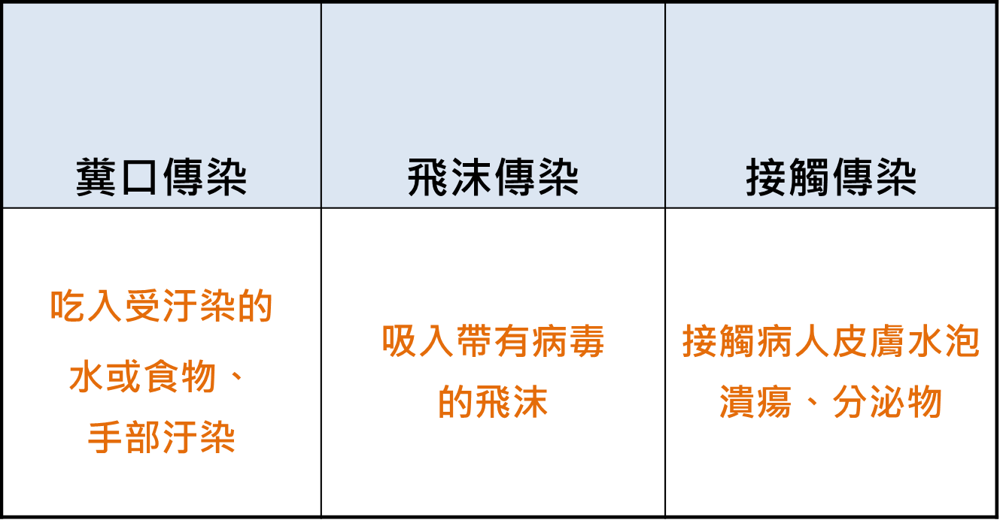 糞口傳染
飛沫傳染
接觸傳染
吃入受汙染的
水或食物、
手部汙染
吸入帶有病毒
的飛沫
接觸病人皮膚水泡
潰瘍、分泌物